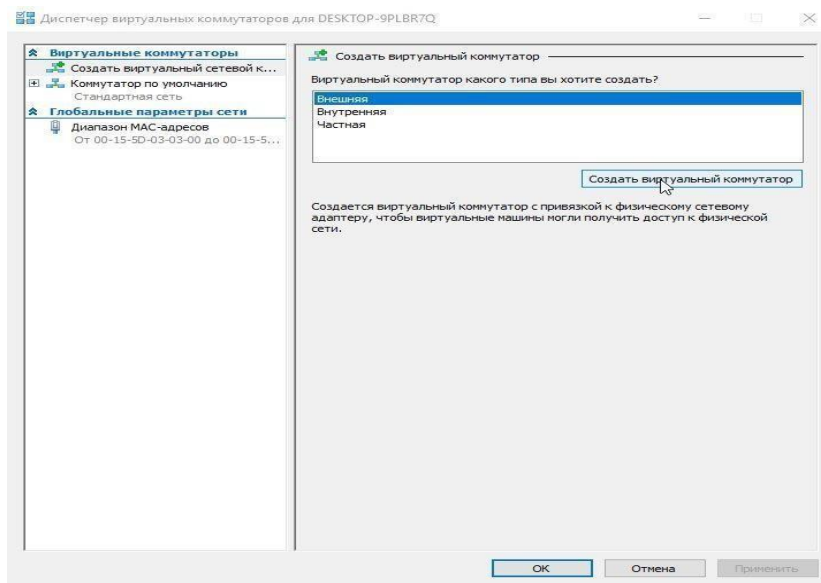 Диспетчер виртуальных коммутаторов для DESKTOP-9PLBR7Q
Виртуальные коммутаторы
Создать виртуальный сетевой к...
Коммутатор по умолчанию
Стандартная сеть
Глобальные параметры сети
Диапазон MAC-адресов
От 00-15-5D-03-03-00 до 00-15-5...
Создать виртуальный коммутатор
Виртуальный коммутатор какого типа вы хотите создать?
Внешняя
Внутренняя
Частная
Создать виртуальный коммутатор
Создается виртуальный коммутатор с привязкой к физическому сетевому
адаптеру, чтобы виртуальные машины могли получить доступ к физической
сети.
ОК
Отмена
Применить